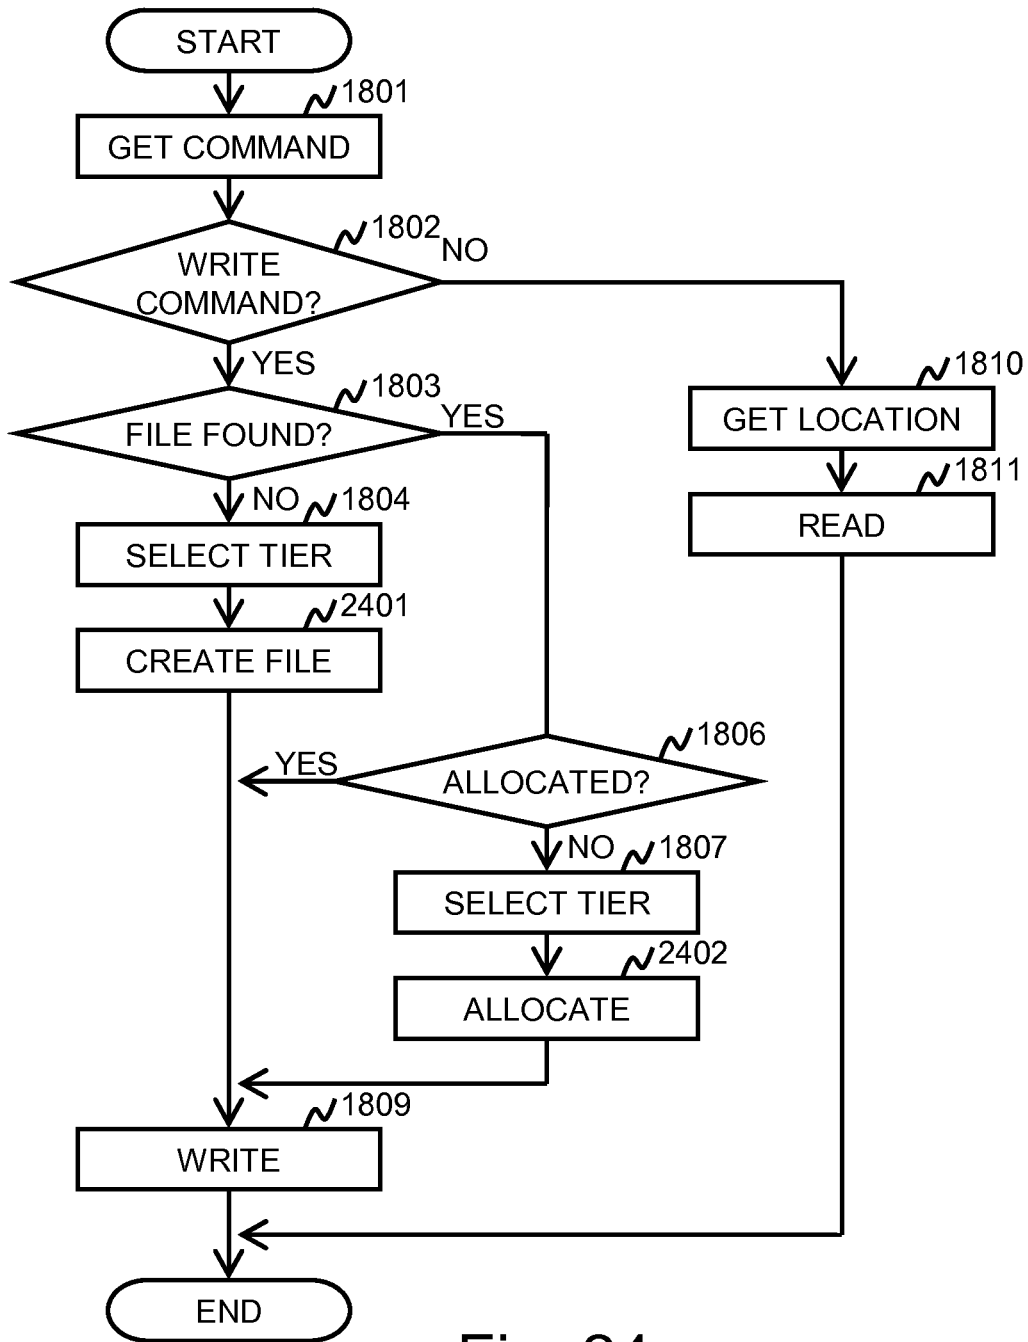 START
1801
GET COMMAND
1802
NO
WRITE
COMMAND?
YES
1803
YES
FILE FOUND?
1810
GET LOCATION
1811
READ
NO
1804
SELECT TIER
2401
CREATE FILE
1806
YES
ALLOCATED?
NO
1807
SELECT TIER
2402
ALLOCATE
1809
WRITE
END